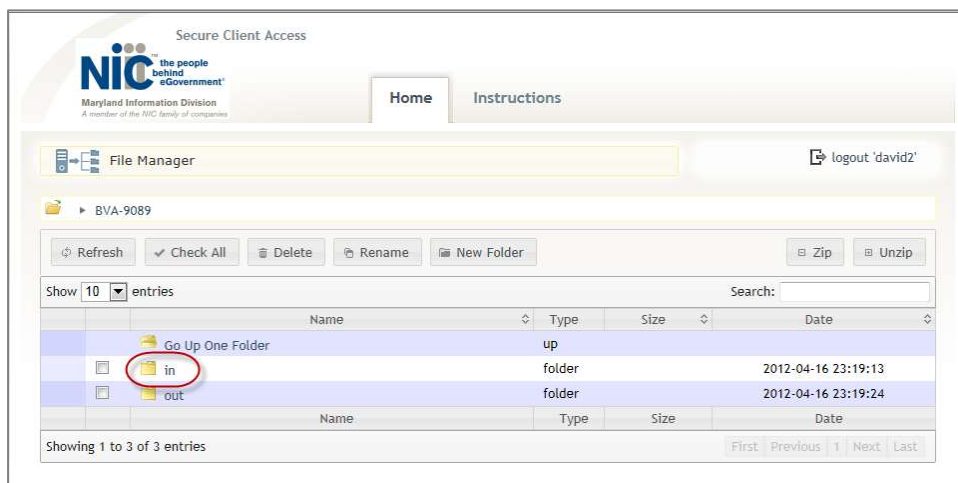 Secure Client Access
NIC the people behind eGovernment
Maryland Information Division
A member of the NIC family of companies
Home Instructions
File Manager logout 'david2'
BVA-9089
Refresh Check All Delete Rename New Folder Zip Unzip
Show 10 entries Search:
Name Type Size Date
Go Up One Folder up
in folder 2012-04-16 23:19:13
out folder 2012-04-16 23:19:24
Name Type Size Date
Showing 1 to 3 of 3 entries First Previous 1 Next Last